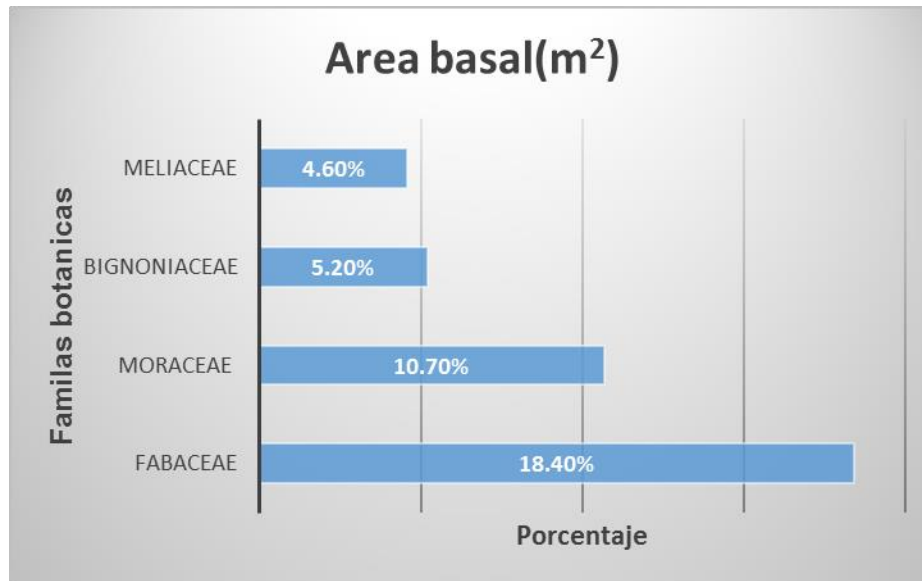 Area basal(m²)
Familas botanicas
MELIACEAE
4.60%
BIGNONIACEAE
5.20%
MORACEAE
10.70%
FABACEAE
18.40%
Porcentaje